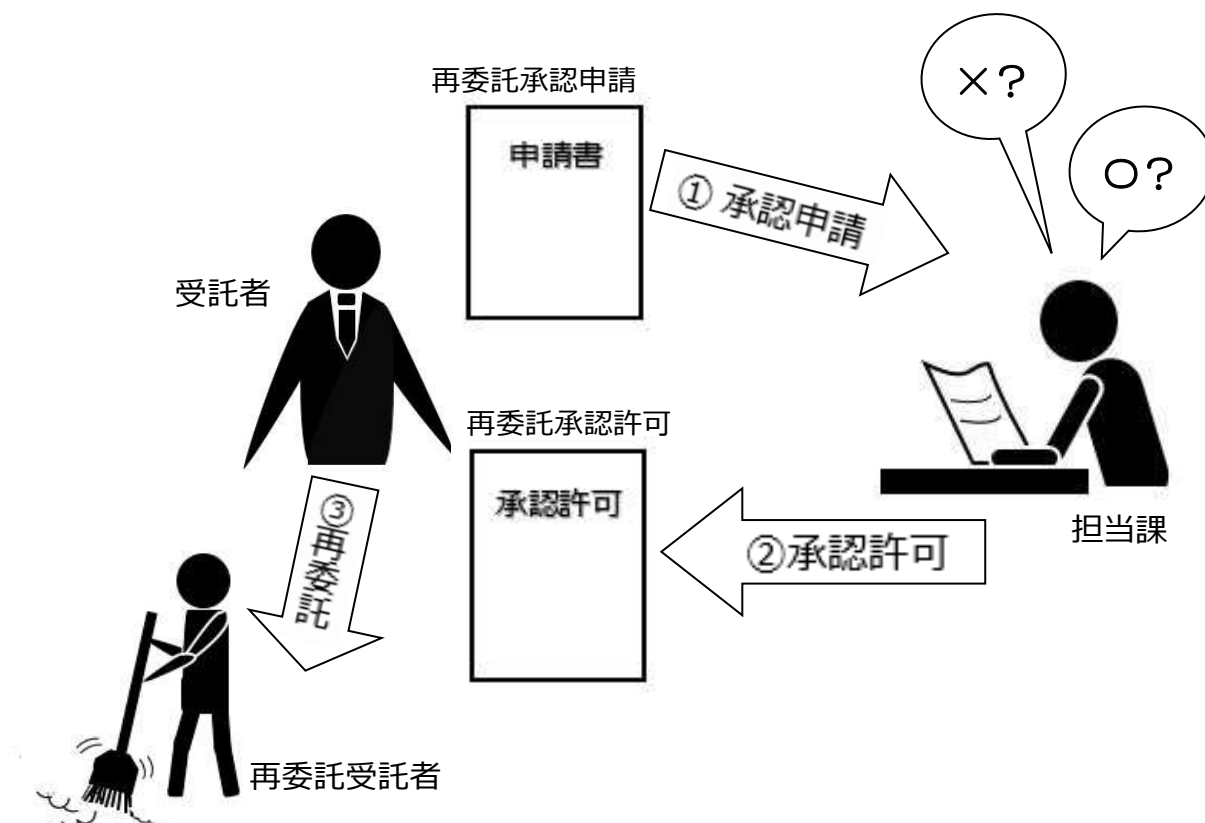 再委託承認申請
申請書
① 承認申請
×?
○?
受託者
再委託承認許可
承認許可
②承認許可
担当課
③再委託
再委託受託者